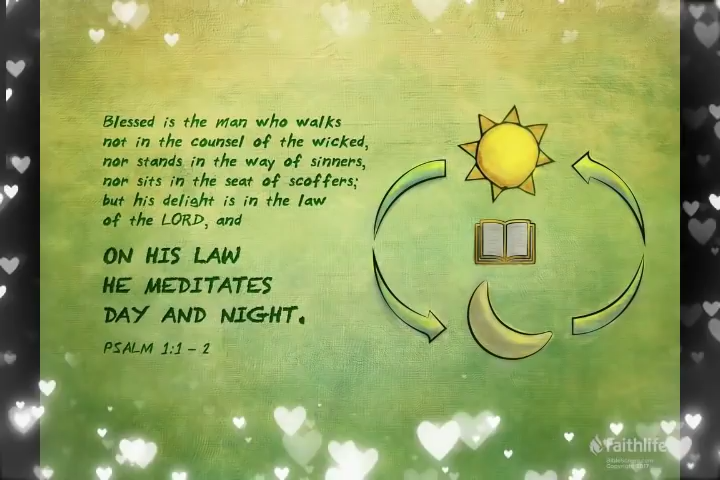 Blessed is the man who walks
not in the counsel of the wicked,
nor stands in the way of sinners,
nor sits in the seat of scoffers;
but his delight is in the law
of the LORD, and
ON HIS LAW
HE MEDITATES
DAY AND NIGHT.
PSALM 1:1 – 2
faithlife